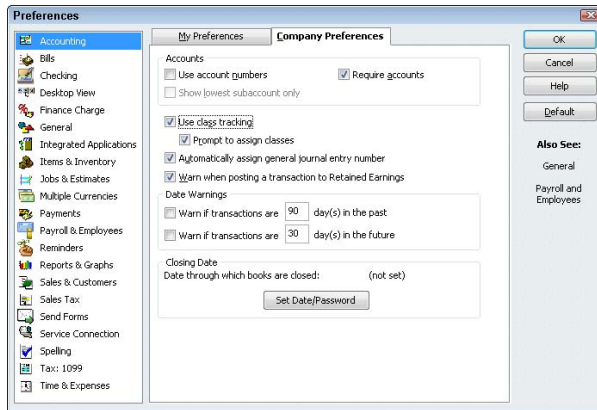 Preferences
Accounting
Bills
Checking
Desktop View
Finance Charge
General
Integrated Applications
Items & Inventory
Jobs & Estimates
Multiple Currencies
Payments
Payroll & Employees
Reminders
Reports & Graphs
Sales & Customers
Sales Tax
Send Forms
Service Connection
Spelling
Tax: 1099
Time & Expenses
My Preferences
Company Preferences
Accounts
Use account numbers
Require accounts
Show lowest subaccount only
Use class tracking
Prompt to assign classes
Automatically assign general journal entry number
Warn when posting a transaction to Retained Earnings
Date Warnings
Warn if transactions are 90 day(s) in the past
Warn if transactions are 30 day(s) in the future
Closing Date
Date through which books are closed: (not set)
Set Date/Password
OK
Cancel
Help
Default
Also See:
General
Payroll and
Employees